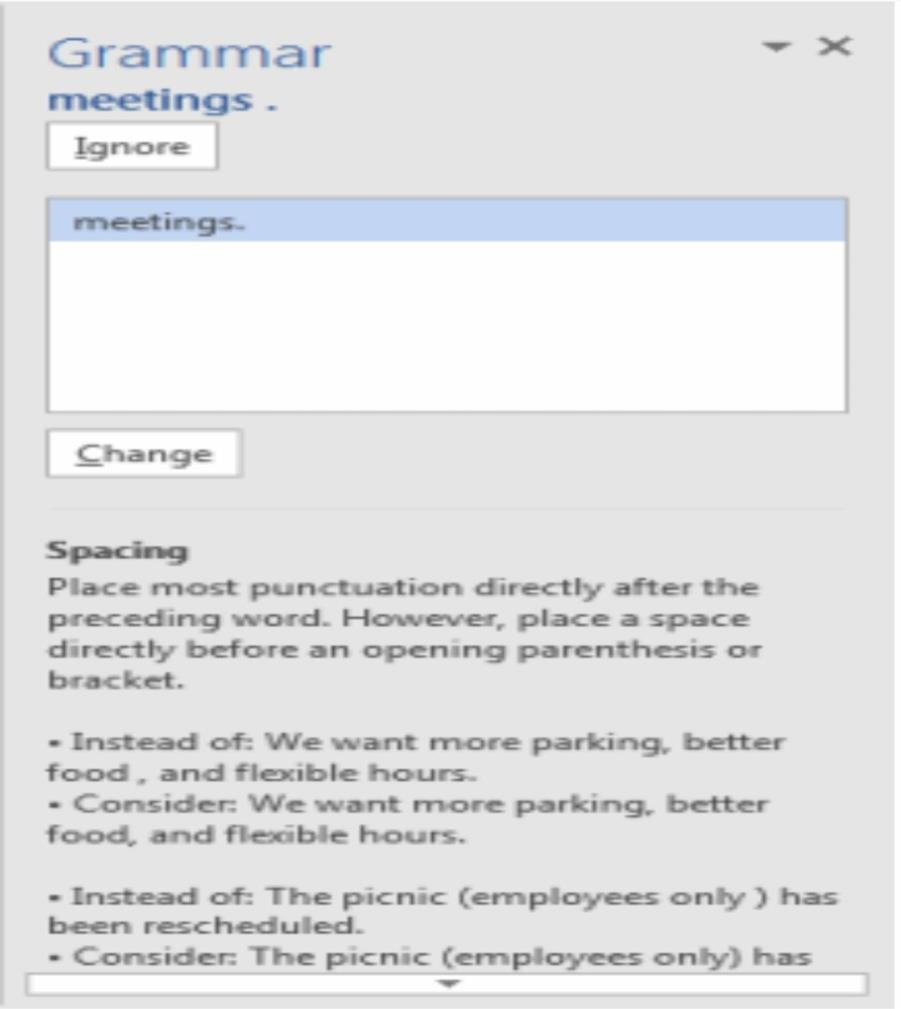 Grammar
meetings .
Ignore
meetings.
Change
Spacing
Place most punctuation directly after the
preceding word. However, place a space
directly before an opening parenthesis or
bracket.
▪ Instead of: We want more parking, better
food , and flexible hours.
▪ Consider: We want more parking, better
food, and flexible hours.
▪ Instead of: The picnic (employees only ) has
been rescheduled.
▪ Consider: The picnic (employees only) has